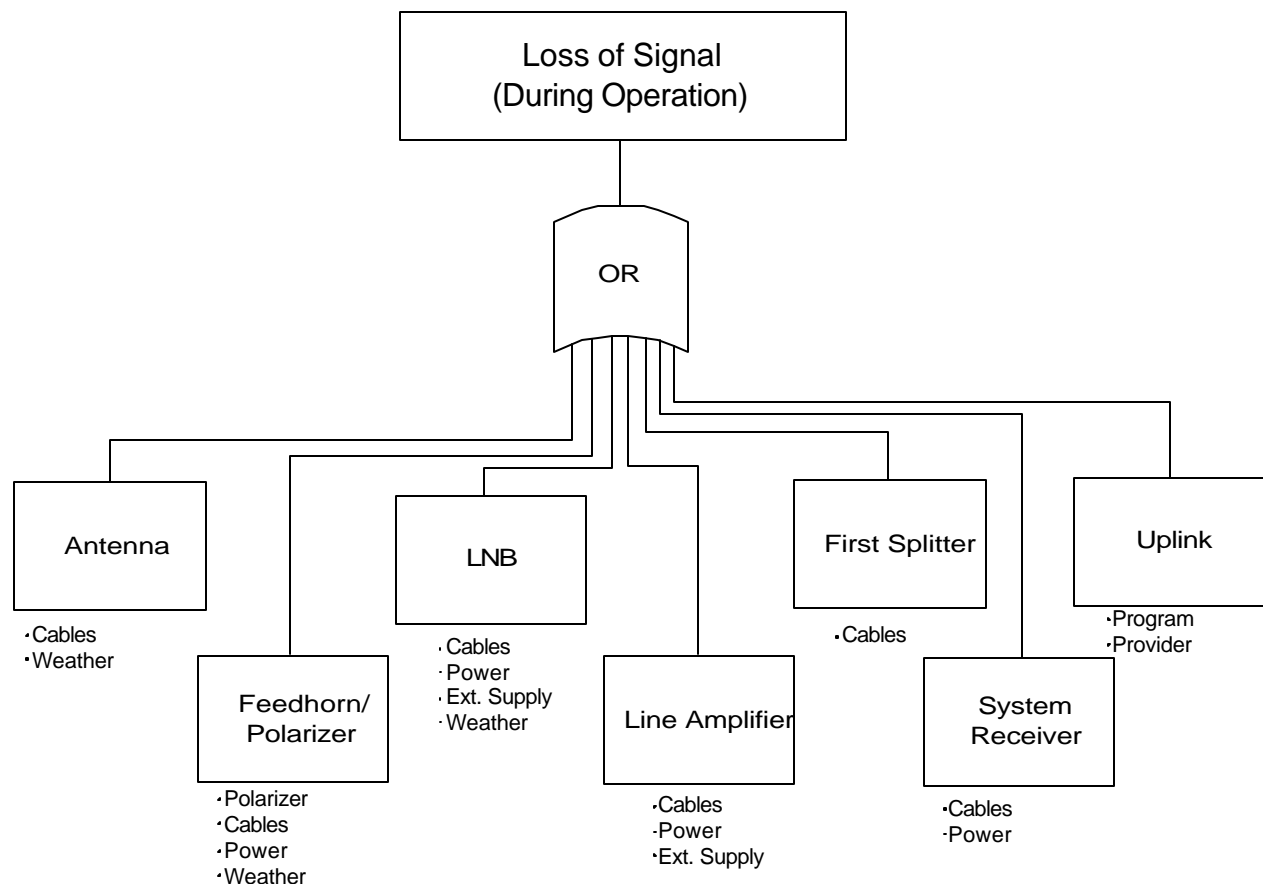 Loss of Signal
(During Operation)
OR
Antenna
·Cables
·Weather
Feedhorn/
Polarizer
·Polarizer
·Cables
·Power
·Weather
LNB
·Cables
·Power
·Ext. Supply
·Weather
Line Amplifier
·Cables
·Power
·Ext. Supply
First Splitter
·Cables
System
Receiver
·Cables
·Power
Uplink
·Program
·Provider